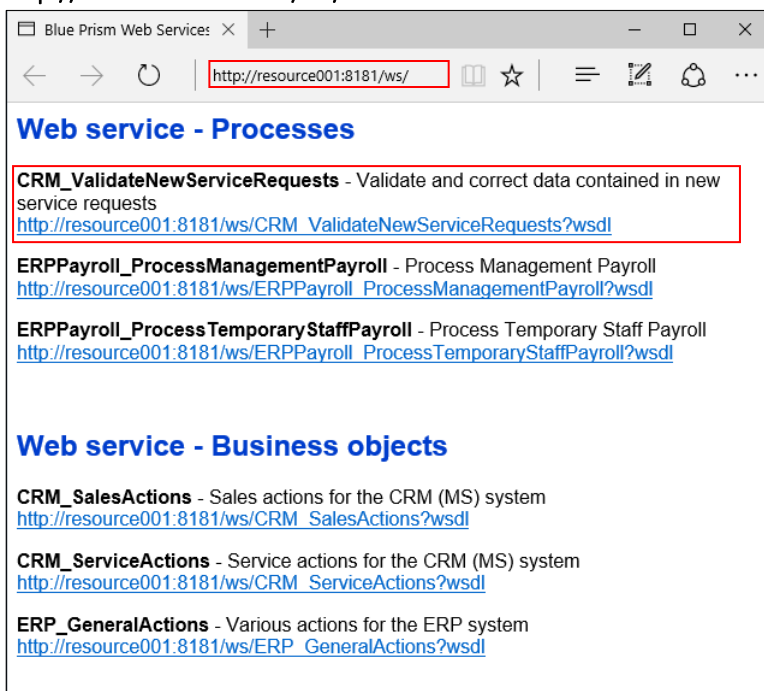 Blue Prism Web Services
http://resource001:8181/ws/
Web service - Processes
CRM_ValidateNewServiceRequests - Validate and correct data contained in new
service requests
http://resource001:8181/ws/CRM_ValidateNewServiceRequests?wsdl
ERPPayroll_ProcessManagementPayroll - Process Management Payroll
http://resource001:8181/ws/ERPPayroll_ProcessManagementPayroll?wsdl
ERPPayroll_ProcessTemporaryStaffPayroll - Process Temporary Staff Payroll
http://resource001:8181/ws/ERPPayroll_ProcessTemporaryStaffPayroll?wsdl
Web service - Business objects
CRM_SalesActions - Sales actions for the CRM (MS) system
http://resource001:8181/ws/CRM_SalesActions?wsdl
CRM_ServiceActions - Service actions for the CRM (MS) system
http://resource001:8181/ws/CRM_ServiceActions?wsdl
ERP_GeneralActions - Various actions for the ERP system
http://resource001:8181/ws/ERP_GeneralActions?wsdl